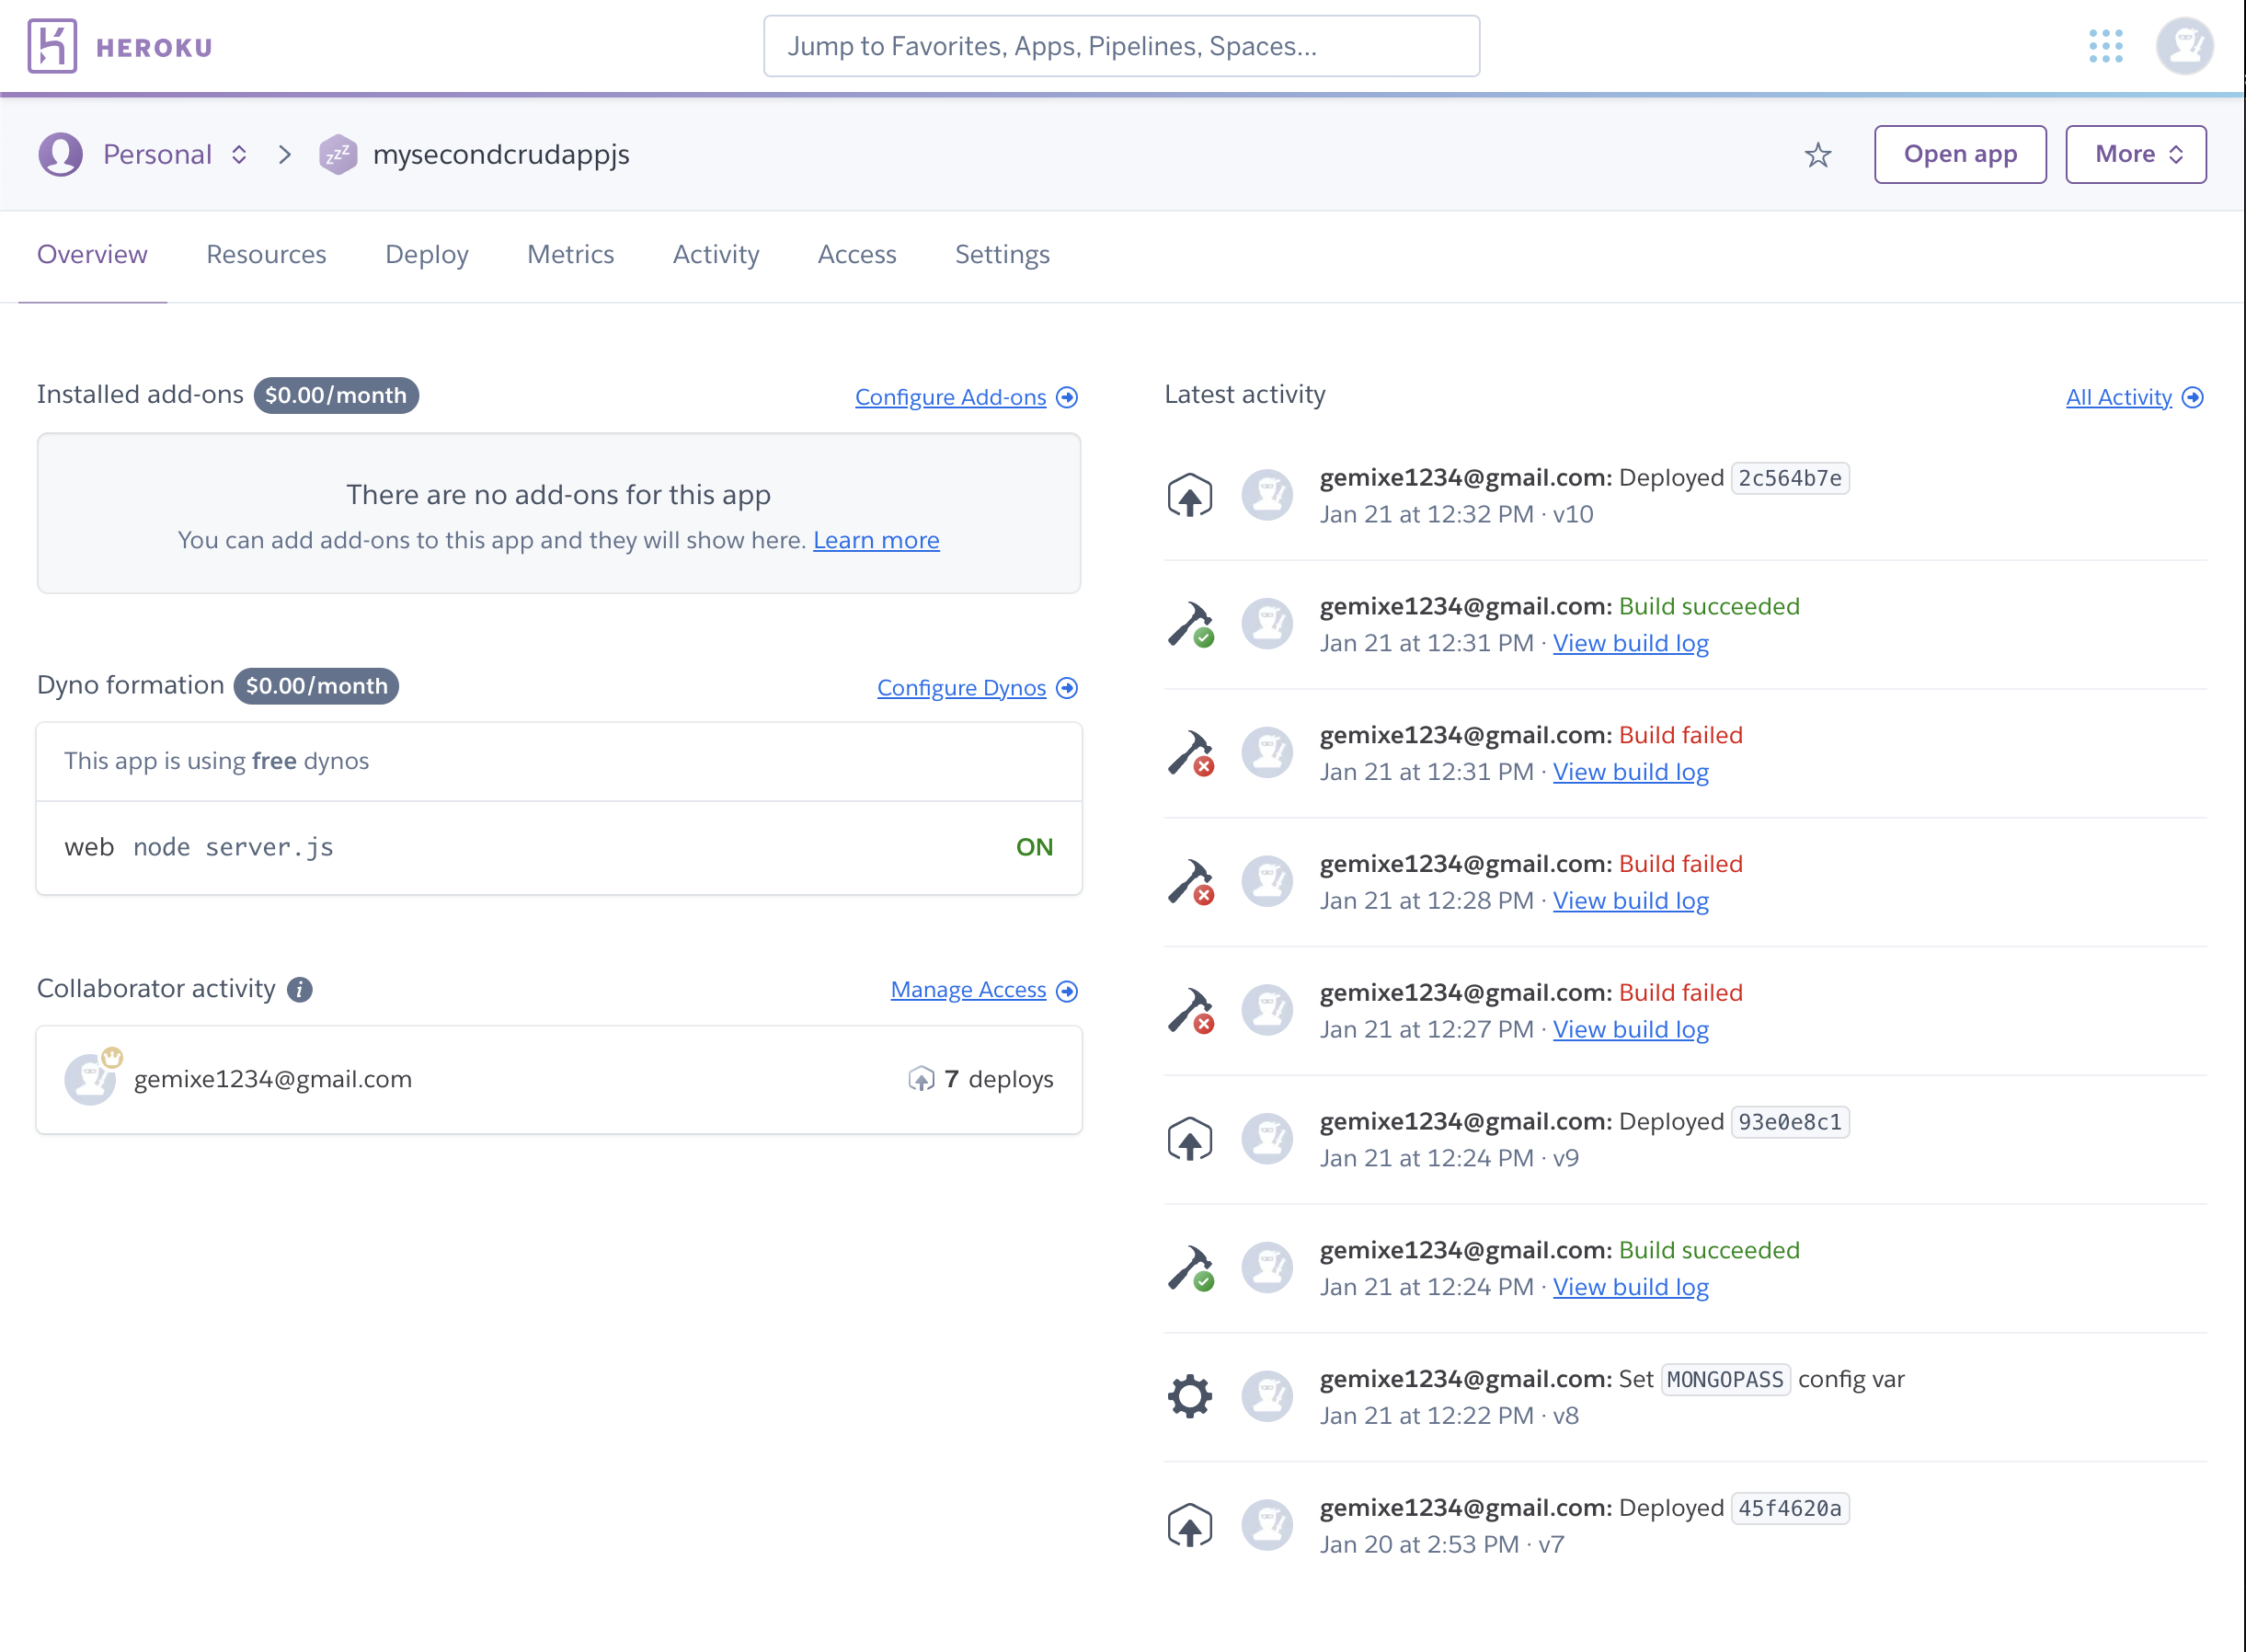 HEROKU
Jump to Favorites, Apps, Pipelines, Spaces...
Personal
zzz
mysecondcrudappjs
Open app
More
Overview
Resources
Deploy
Metrics
Activity
Access
Settings
Installed add-ons $0.00/month
Configure Add-ons
There are no add-ons for this app
You can add add-ons to this app and they will show here. Learn more
Dyno formation $0.00/month
Configure Dynos
This app is using free dynos
web node server.js
ON
Collaborator activity
Manage Access
gemixe1234@gmail.com
7 deploys
Latest activity
All Activity
gemixe1234@gmail.com: Deployed 2c564b7e
Jan 21 at 12:32 PM · v10
gemixe1234@gmail.com: Build succeeded
Jan 21 at 12:31 PM · View build log
gemixe1234@gmail.com: Build failed
Jan 21 at 12:31 PM · View build log
gemixe1234@gmail.com: Build failed
Jan 21 at 12:28 PM · View build log
gemixe1234@gmail.com: Build failed
Jan 21 at 12:27 PM · View build log
gemixe1234@gmail.com: Deployed 93e0e8c1
Jan 21 at 12:24 PM · v9
gemixe1234@gmail.com: Build succeeded
Jan 21 at 12:24 PM · View build log
gemixe1234@gmail.com: Set MONGOPASS config var
Jan 21 at 12:22 PM · v8
gemixe1234@gmail.com: Deployed 45f4620a
Jan 20 at 2:53 PM · v7